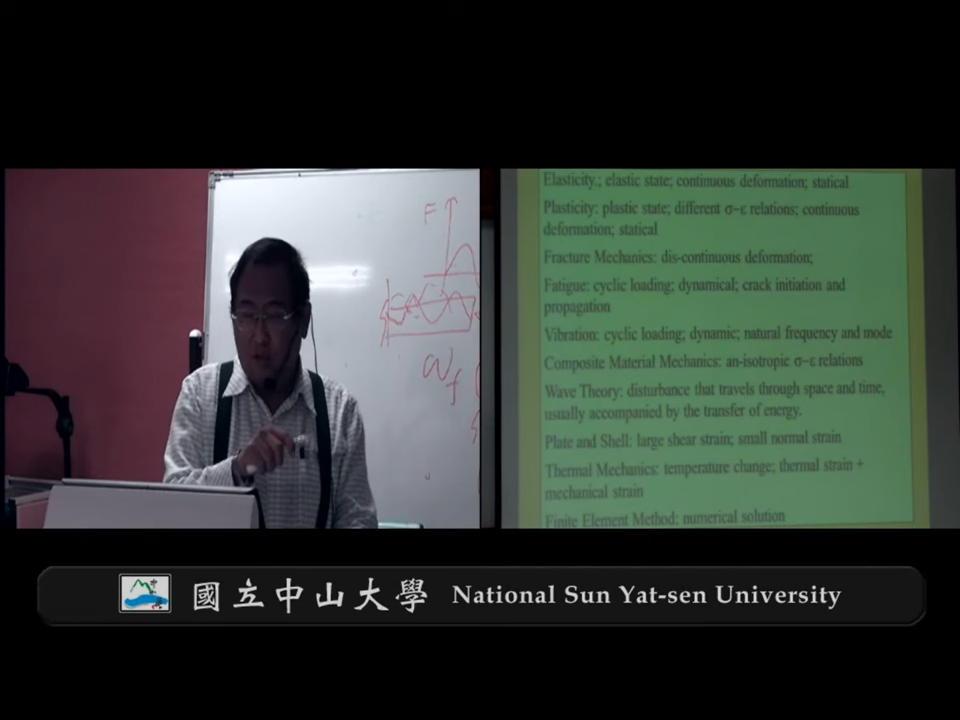 F
ω f
Elasticity.; elastic state; continuous deformation; statical
Plasticity: plastic state; different σ–ε relations; continuous
deformation; statical
Fracture Mechanics: dis-continuous deformation;
Fatigue: cyclic loading; dynamical; crack initiation and
propagation
Vibration: cyclic loading; dynamic; natural frequency and mode
Composite Material Mechanics: an-isotropic σ–ε relations
Wave Theory: disturbance that travels through space and time,
usually accompanied by the transfer of energy.
Plate and Shell: large shear strain; small normal strain
Thermal Mechanics: temperature change; thermal strain +
mechanical strain
Finite Element Method: numerical solution
國立中山大學 National Sun Yat-sen University